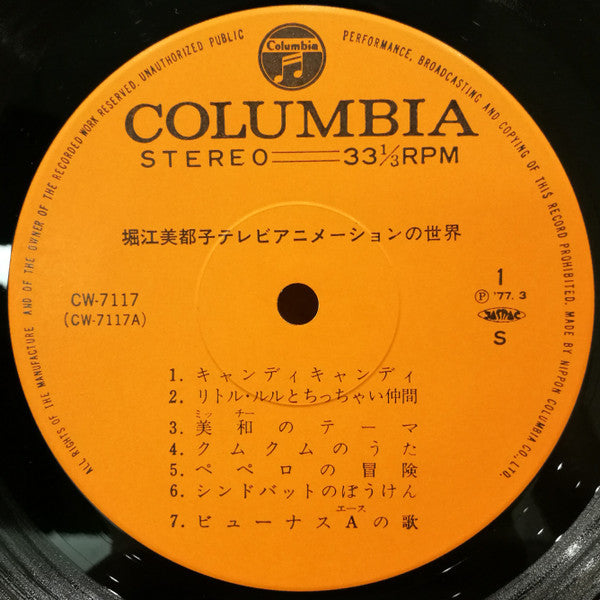 Columbia
COLUMBIA
STEREO 33⅓RPM
堀江美都子テレビアニメーションの世界
CW-7117
(CW-7117A)
1
Ⓟ '77. 3
JASRAC
S
1. キャンディキャンディ
2. リトル・ルルとちっちゃい仲間
ミッチー
3. 美和のテーマ
4. クムクムのうた
5. ペペロの冒険
6. シンドバットのぼうけん
エース
7. ビューナスAの歌
ALL RIGHTS OF THE MANUFACTURE AND OF THE OWNER OF THE RECORDED WORK RESERVED. UNAUTHORIZED PUBLIC PERFORMANCE, BROADCASTING AND COPYING OF THIS RECORD PROHIBITED. MADE BY NIPPON COLUMBIA CO., LTD.